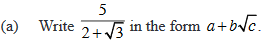 (a) Write 5/(2+√3) in the form a+b√c.